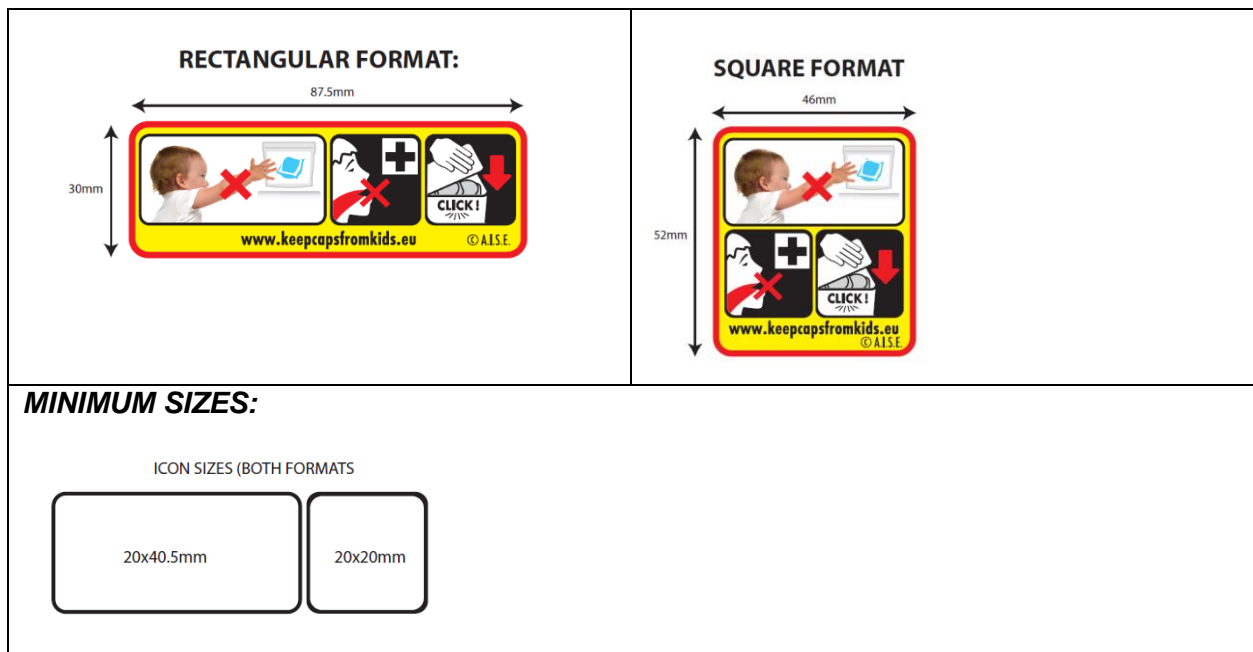 RECTANGULAR FORMAT:
87.5mm
30mm
CLICK!
www.keepcapsfromkids.eu
© A.I.S.E.
SQUARE FORMAT
46mm
52mm
CLICK!
www.keepcapsfromkids.eu
© A.I.S.E.
MINIMUM SIZES:
ICON SIZES (BOTH FORMATS
20x40.5mm
20x20mm